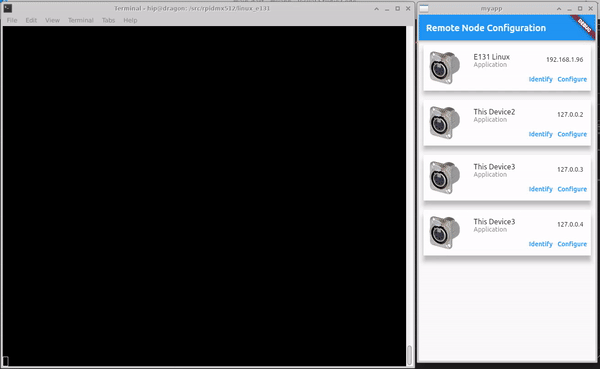 Terminal - hip@dragon: /src/rpidmx512/linux_e131
File Edit View Terminal Tabs Help
myapp
Remote Node Configuration
DEBUG
E131 Linux
192.168.1.96
Application
Identify Configure
This Device2
127.0.0.2
Application
Identify Configure
This Device3
127.0.0.3
Application
Identify Configure
This Device3
127.0.0.4
Application
Identify Configure